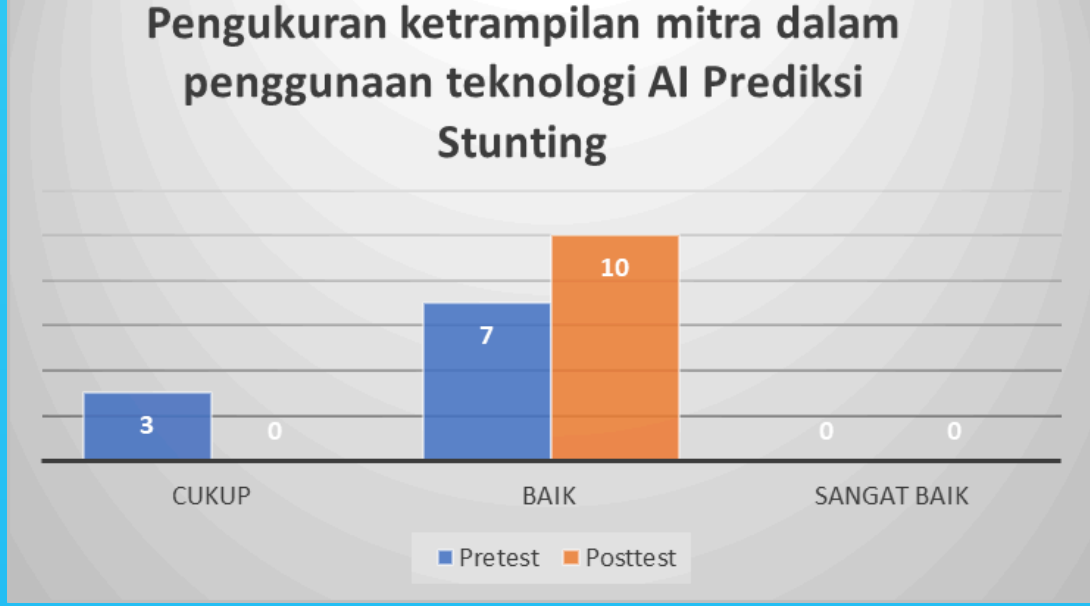 Pengukuran ketrampilan mitra dalam
penggunaan teknologi AI Prediksi
Stunting
10
7
3
0
0
0
CUKUP
BAIK
SANGAT BAIK
Pretest
Posttest